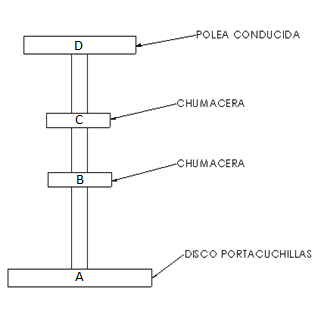 D
POLEA CONDUCIDA
C
CHUMACERA
B
CHUMACERA
DISCO PORTACUCHILLAS
A